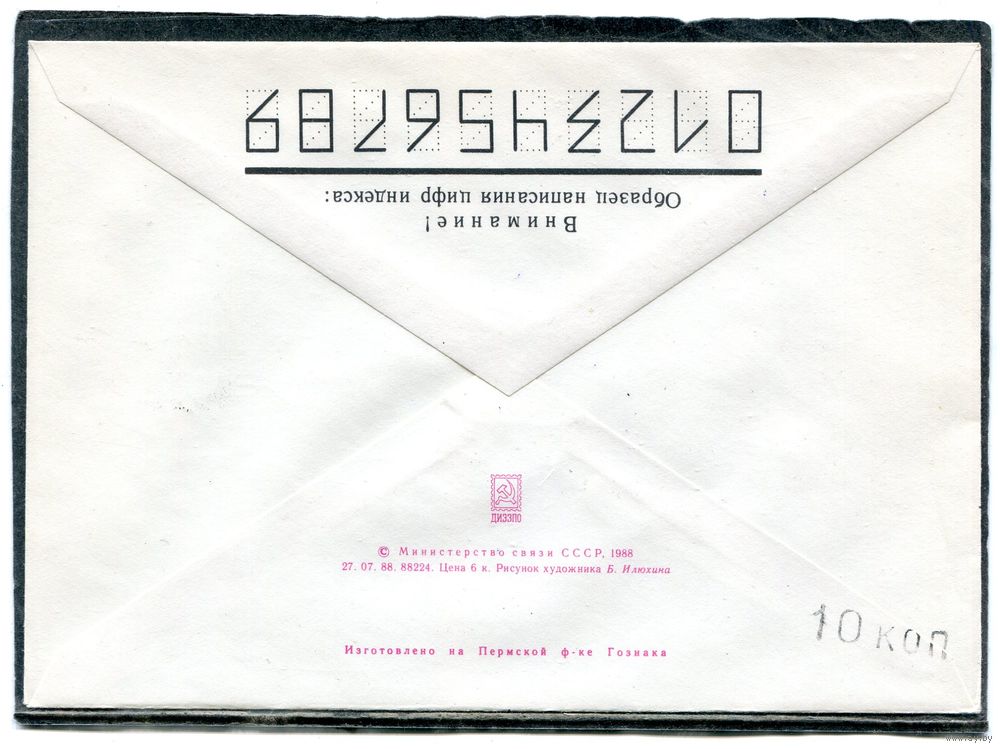 Внимание!
Образец написания цифр индекса:
0123456789
ДИЭЗПО
© Министерство связи СССР, 1988
27. 07. 88. 88224. Цена 6 к. Рисунок художника Б. Илюхина
Изготовлено на Пермской ф-ке Гознака
10 коп